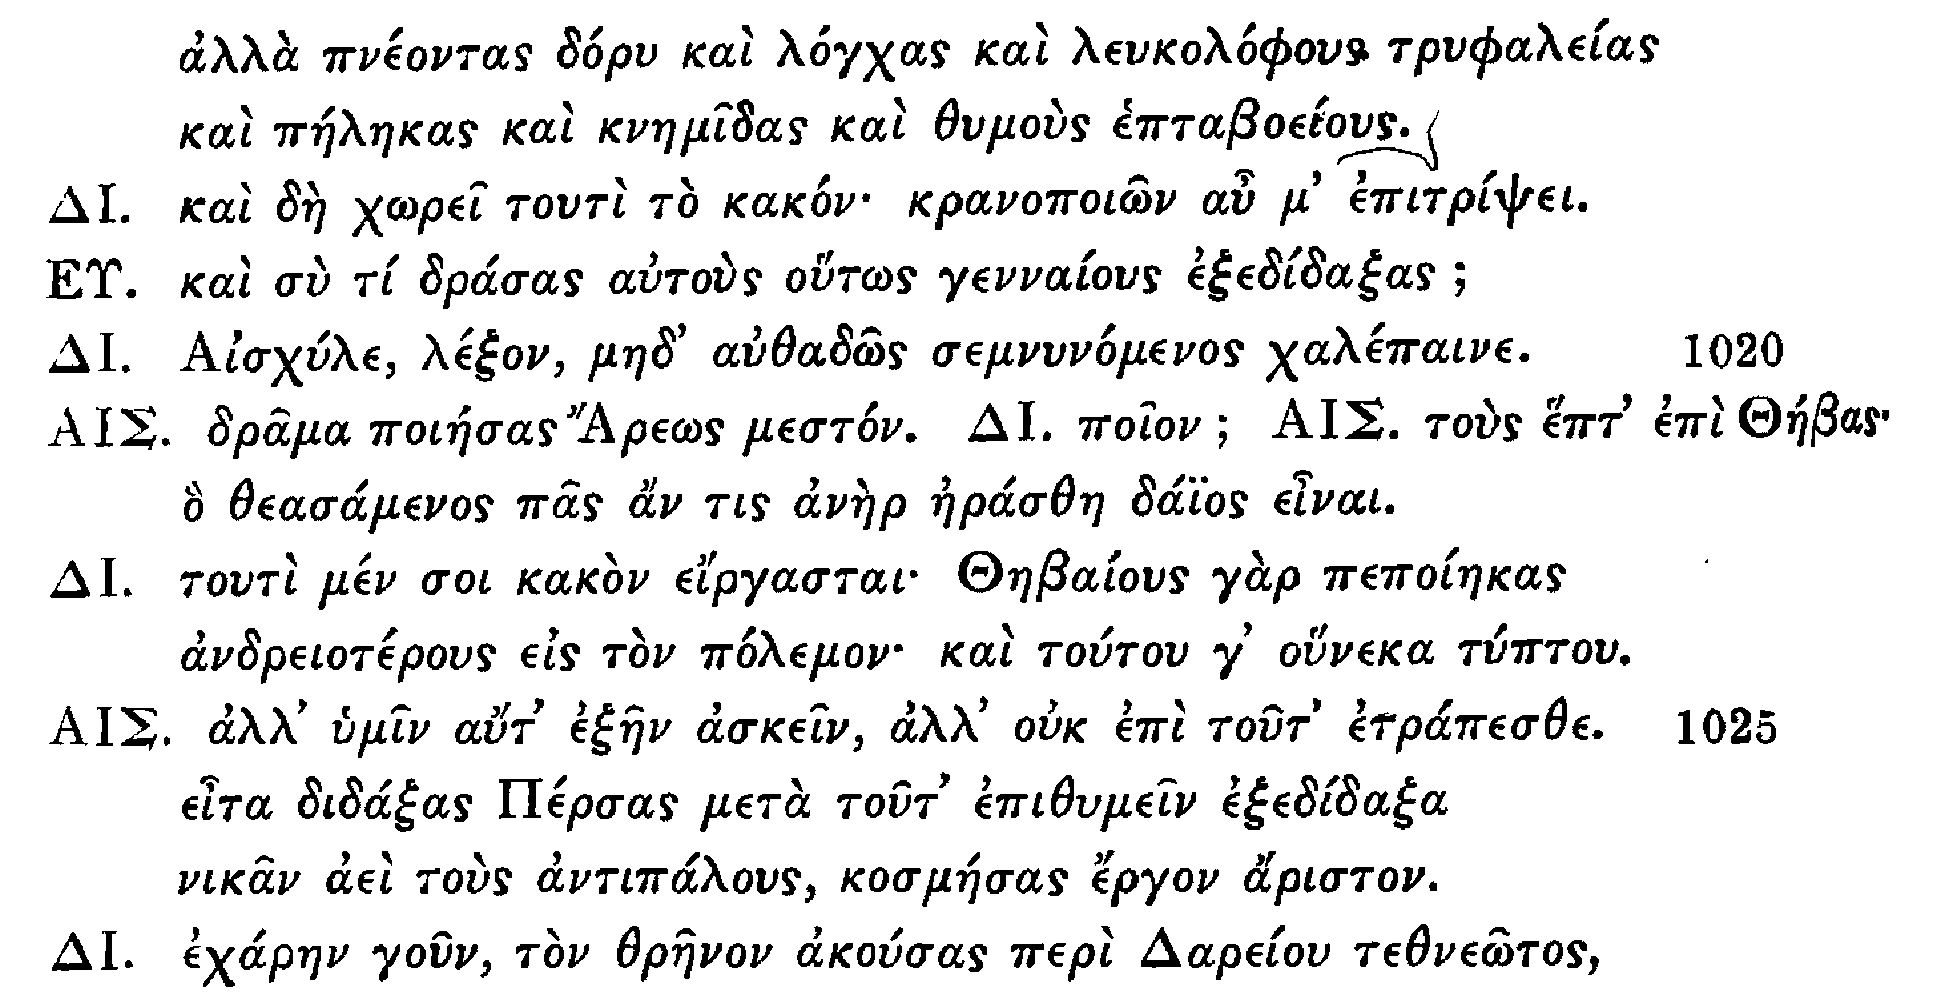 ἀλλὰ πνέοντας δόρυ καὶ λόγχας καὶ λευκολόφους τρυφαλείας
καὶ πήληκας καὶ κνημῖδας καὶ θυμοὺς ἑπταβοείους.
ΔΙ. καὶ δὴ χωρεῖ τουτὶ τὸ κακόν· κρανοποιῶν αὖ μ’ ἐπιτρίψει.
ΕΥ. καὶ σὺ τί δράσας αὐτοὺς οὕτως γενναίους ἐξεδίδαξας ;
ΔΙ. Αἰσχύλε, λέξον, μηδ’ αὐθαδῶς σεμνυνόμενος χαλέπαινε. 1020
ΑΙΣ. δρᾶμα ποιήσας Ἄρεως μεστόν. ΔΙ. ποῖον ; ΑΙΣ. τοὺς ἕπτ’ ἐπὶ Θήβας·
ὃ θεασάμενος πᾶς ἄν τις ἀνὴρ ἠράσθη δάϊος εἶναι.
ΔΙ. τουτὶ μέν σοι κακὸν εἴργασται· Θηβαίους γὰρ πεποίηκας
ἀνδρειοτέρους εἰς τὸν πόλεμον· καὶ τούτου γ’ οὕνεκα τύπτου.
ΑΙΣ. ἀλλ’ ὑμῖν αὔτ’ ἐξῆν ἀσκεῖν, ἀλλ’ οὐκ ἐπὶ τοῦτ’ ἐτράπεσθε. 1025
εἶτα διδάξας Πέρσας μετὰ τοῦτ’ ἐπιθυμεῖν ἐξεδίδαξα
νικᾶν ἀεὶ τοὺς ἀντιπάλους, κοσμήσας ἔργον ἄριστον.
ΔΙ. ἐχάρην γοῦν, τὸν θρῆνον ἀκούσας περὶ Δαρείου τεθνεῶτος,